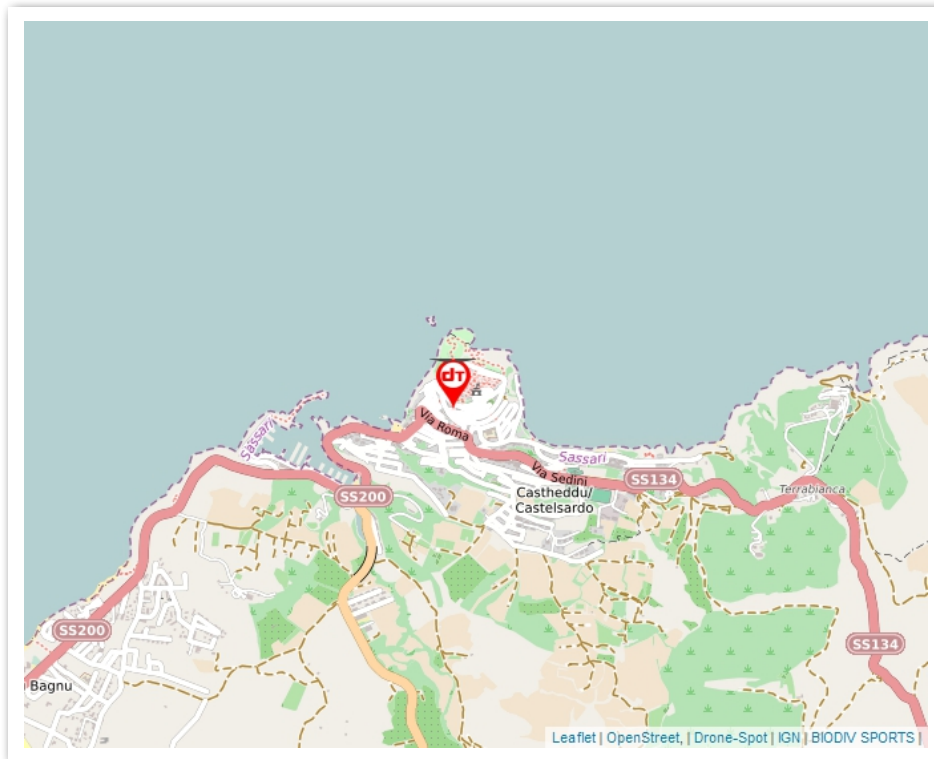 dT
Via Roma
Sassari
Sassari
Via Sedini
SS134
Castheddu/
Castelsardo
Terrabianca
SS200
SS200
SS134
Bagnu
Leaflet | OpenStreet, | Drone-Spot | IGN | BIODIV SPORTS |